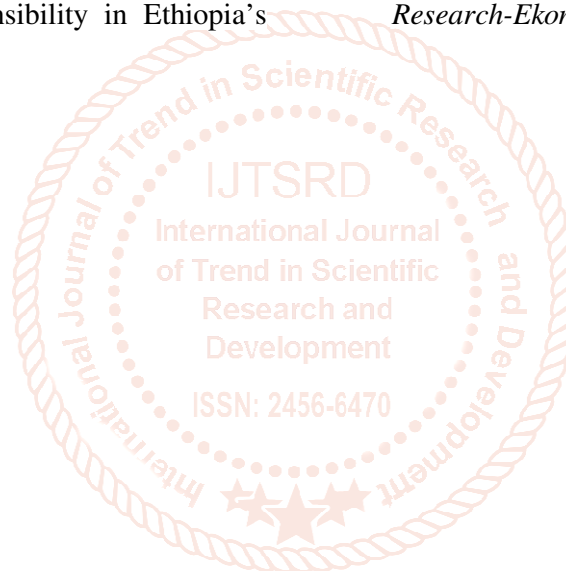 nsibility in Ethiopia's
Research-Ekon
International Journal of Trend in Scientific Research and Development
IJTSRD
International Journal
of Trend in Scientific
Research and
Development
ISSN: 2456-6470